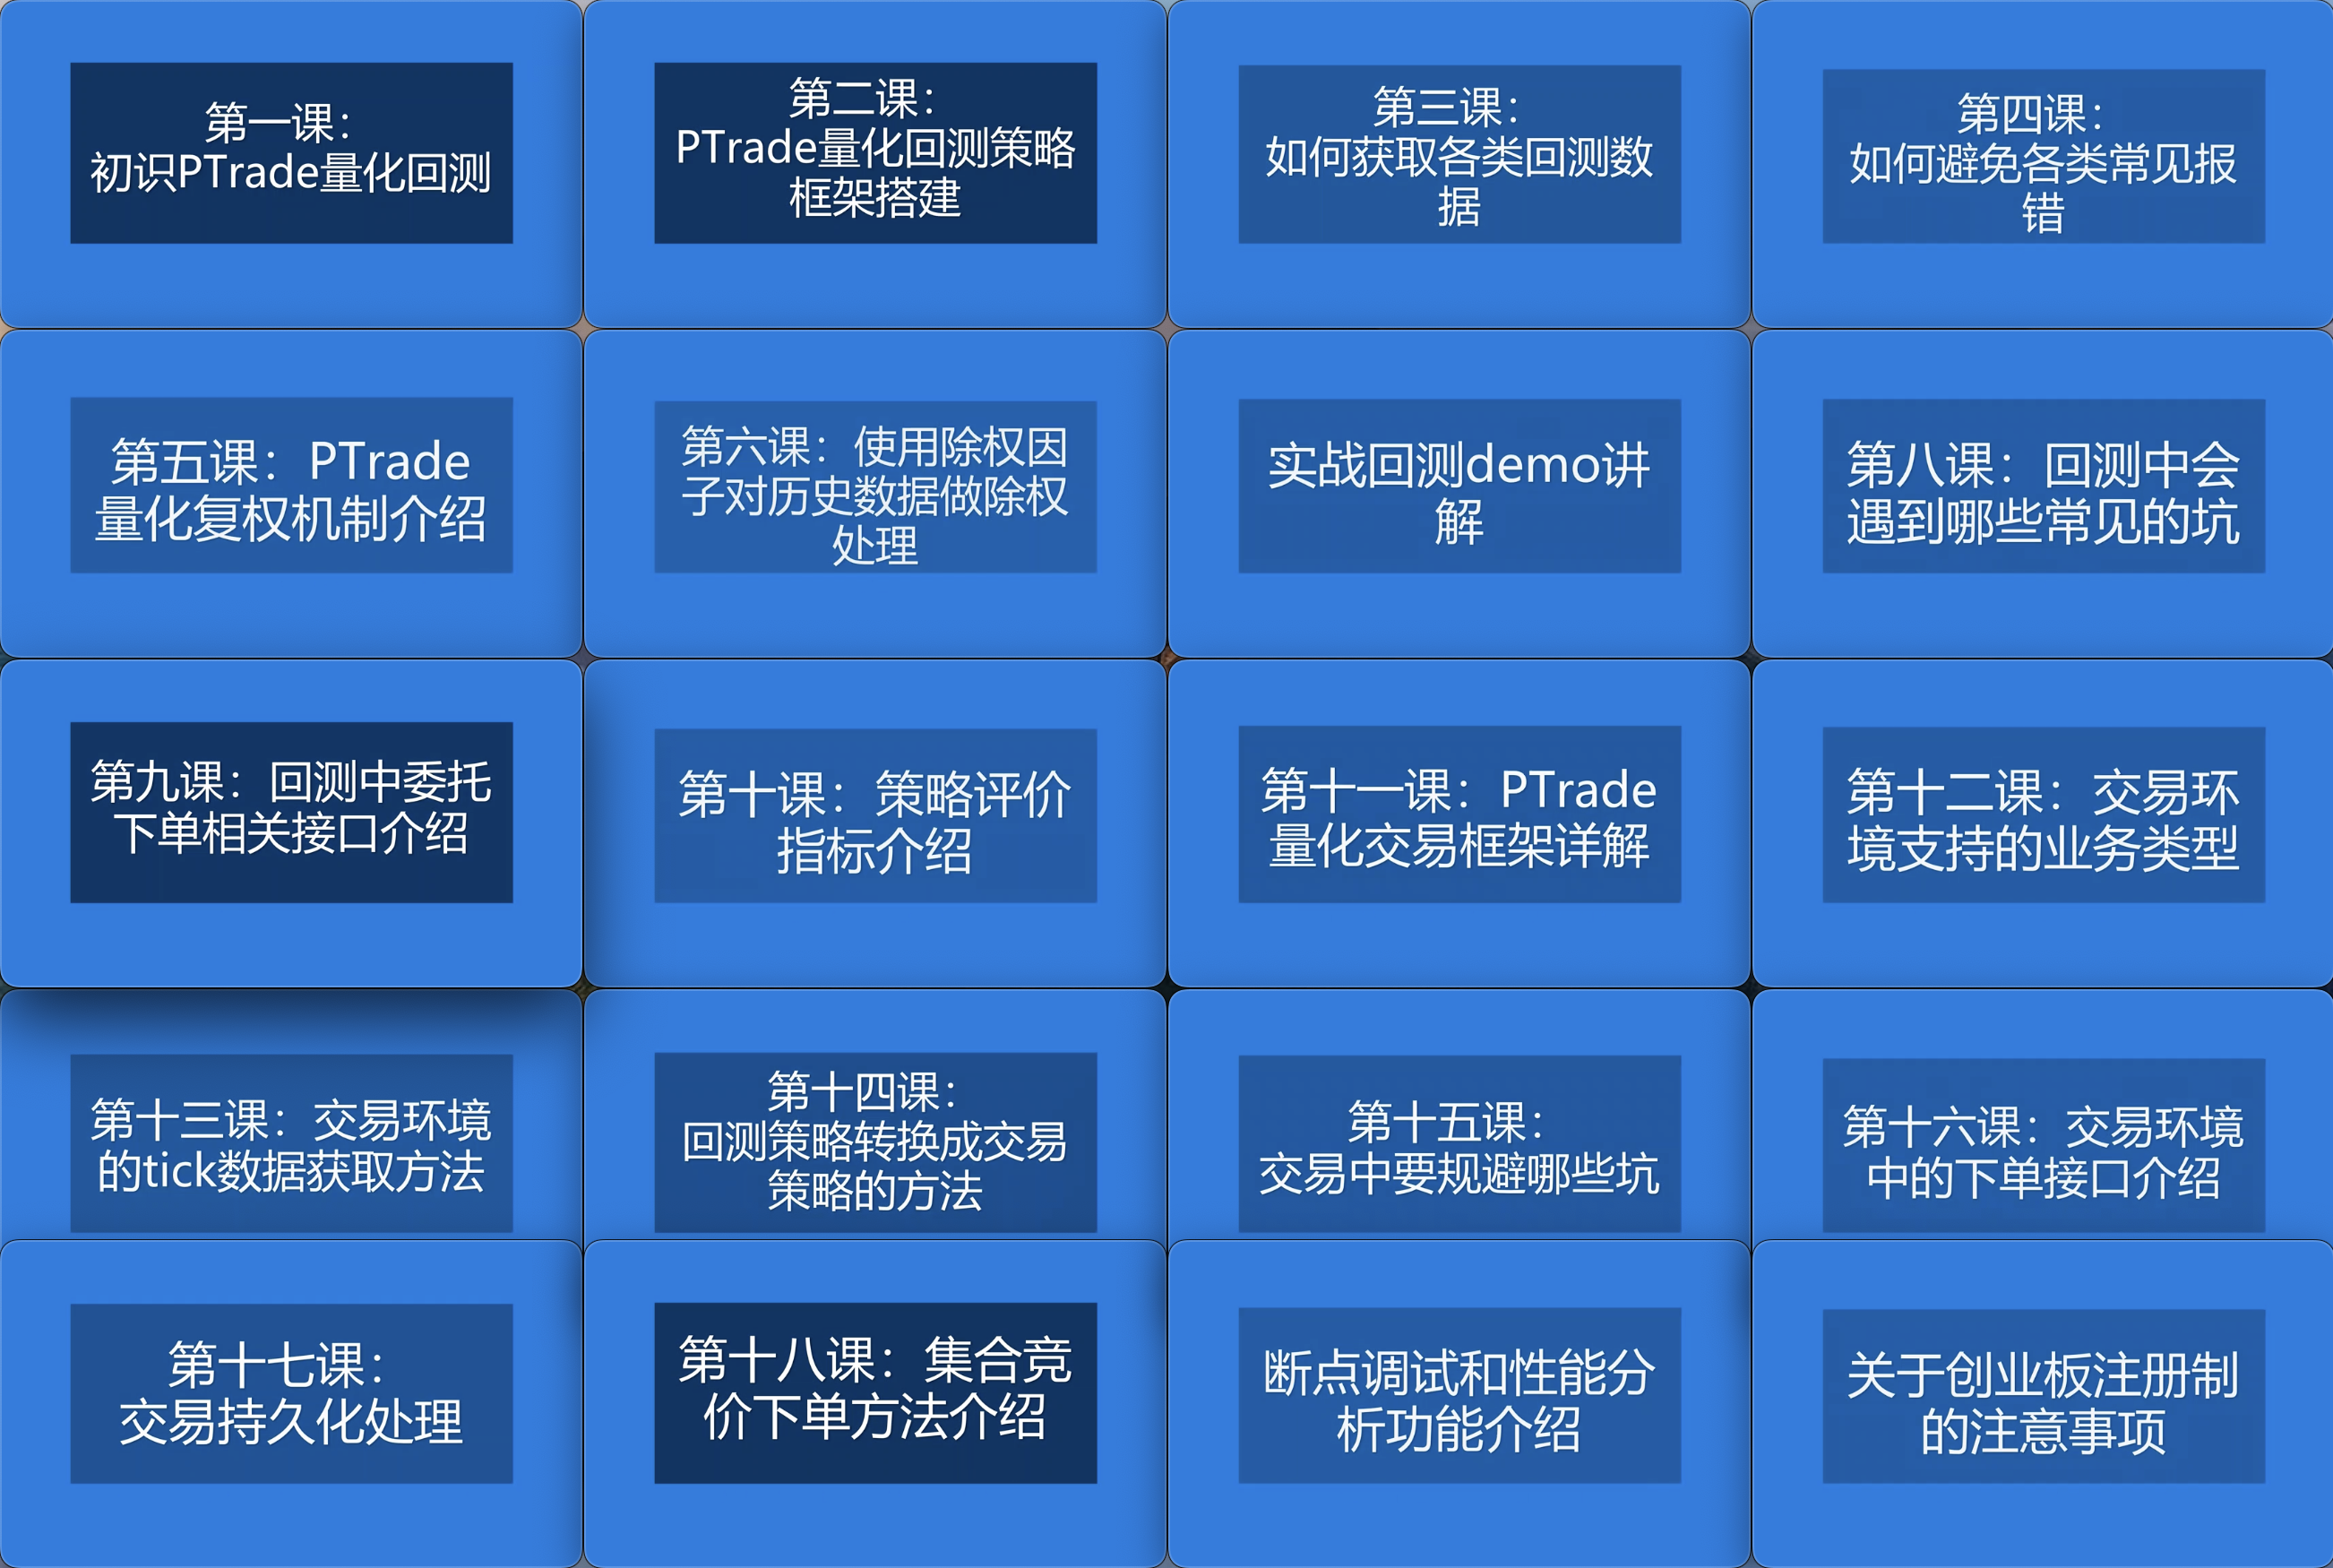 第一课：
初识PTrade量化回测
第二课：
PTrade量化回测策略
框架搭建
第三课：
如何获取各类回测数
据
第四课：
如何避免各类常见报
错
第五课：PTrade
量化复权机制介绍
第六课：使用除权因
子对历史数据做除权
处理
实战回测demo讲
解
第八课：回测中会
遇到哪些常见的坑
第九课：回测中委托
下单相关接口介绍
第十课：策略评价
指标介绍
第十一课：PTrade
量化交易框架详解
第十二课：交易环
境支持的业务类型
第十三课：交易环境
的tick数据获取方法
第十四课：
回测策略转换成交易
策略的方法
第十五课：
交易中要规避哪些坑
第十六课：交易环境
中的下单接口介绍
第十七课：
交易持久化处理
第十八课：集合竞
价下单方法介绍
断点调试和性能分
析功能介绍
关于创业板注册制
的注意事项